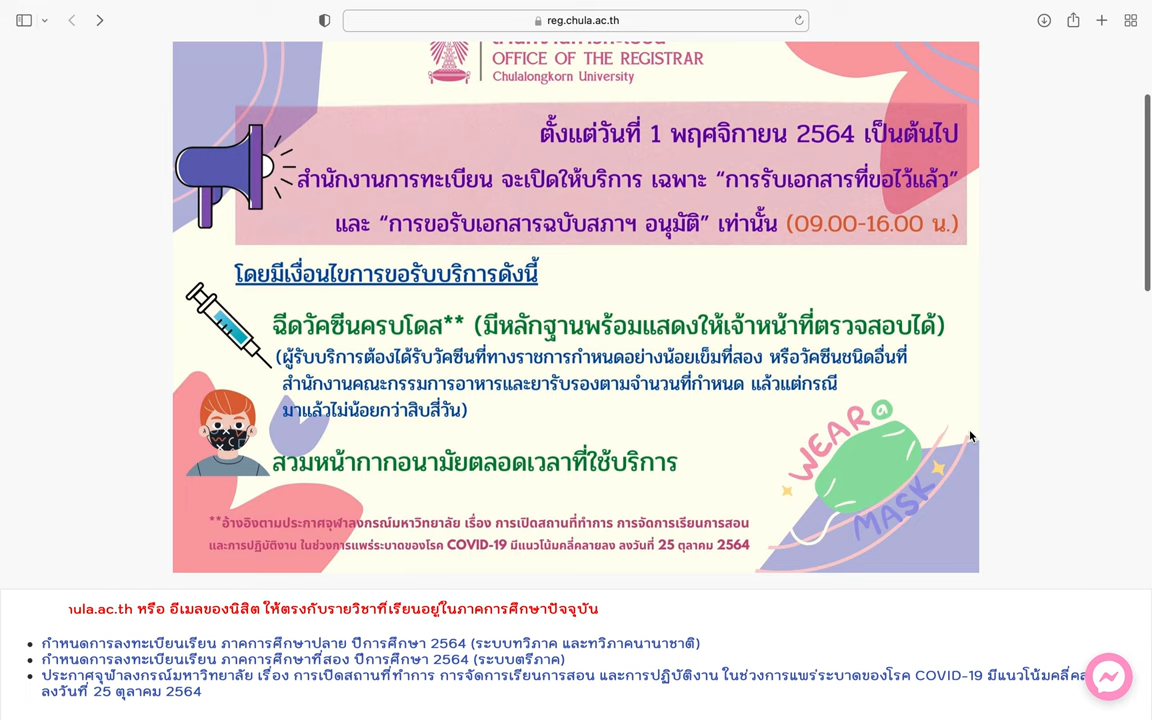 reg.chula.ac.th
สำนักงานการทะเบียน
OFFICE OF THE REGISTRAR
Chulalongkorn University
ตั้งแต่วันที่ 1 พฤศจิกายน 2564 เป็นต้นไป
สำนักงานการทะเบียน จะเปิดให้บริการ เฉพาะ “การรับเอกสารที่ขอไว้แล้ว”
และ “การขอรับเอกสารฉบับสภาฯ อนุมัติ” เท่านั้น (09.00-16.00 น.)
โดยมีเงื่อนไขการขอรับบริการดังนี้
ฉีดวัคซีนครบโดส** (มีหลักฐานพร้อมแสดงให้เจ้าหน้าที่ตรวจสอบได้)
(ผู้รับบริการต้องได้รับวัคซีนที่ทางราชการกำหนดอย่างน้อยเข็มที่สอง หรือวัคซีนชนิดอื่นที่
สำนักงานคณะกรรมการอาหารและยารับรองตามจำนวนที่กำหนด แล้วแต่กรณี
มาแล้วไม่น้อยกว่าสิบสี่วัน)
สวมหน้ากากอนามัยตลอดเวลาที่ใช้บริการ
WEAR a
MASK
**อ้างอิงตามประกาศจุฬาลงกรณ์มหาวิทยาลัย เรื่อง การเปิดสถานที่ทำการ การจัดการเรียนการสอน
และการปฏิบัติงาน ในช่วงการแพร่ระบาดของโรค COVID-19 มีแนวโน้มคลี่คลายลง ลงวันที่ 25 ตุลาคม 2564
hula.ac.th หรือ อีเมลของนิสิต ให้ตรงกับรายวิชาที่เรียนอยู่ในภาคการศึกษาปัจจุบัน
กำหนดการลงทะเบียนเรียน ภาคการศึกษาปลาย ปีการศึกษา 2564 (ระบบทวิภาค และทวิภาคนานาชาติ)
กำหนดการลงทะเบียนเรียน ภาคการศึกษาที่สอง ปีการศึกษา 2564 (ระบบตรีภาค)
ประกาศจุฬาลงกรณ์มหาวิทยาลัย เรื่อง การเปิดสถานที่ทำการ การจัดการเรียนการสอน และการปฏิบัติงาน ในช่วงการแพร่ระบาดของโรค COVID-19 มีแนวโน้มคลี่คล
ลงวันที่ 25 ตุลาคม 2564